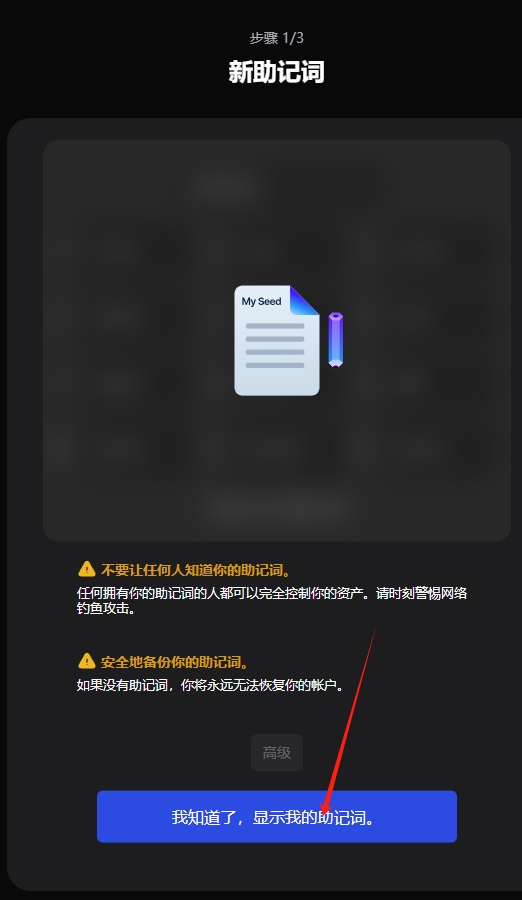 步骤 1/3
新助记词
My Seed
不要让任何人知道你的助记词。
任何拥有你的助记词的人都可以完全控制你的资产。请时刻警惕网络
钓鱼攻击。
安全地备份你的助记词。
如果没有助记词，你将永远无法恢复你的帐户。
高级
我知道了，显示我的助记词。